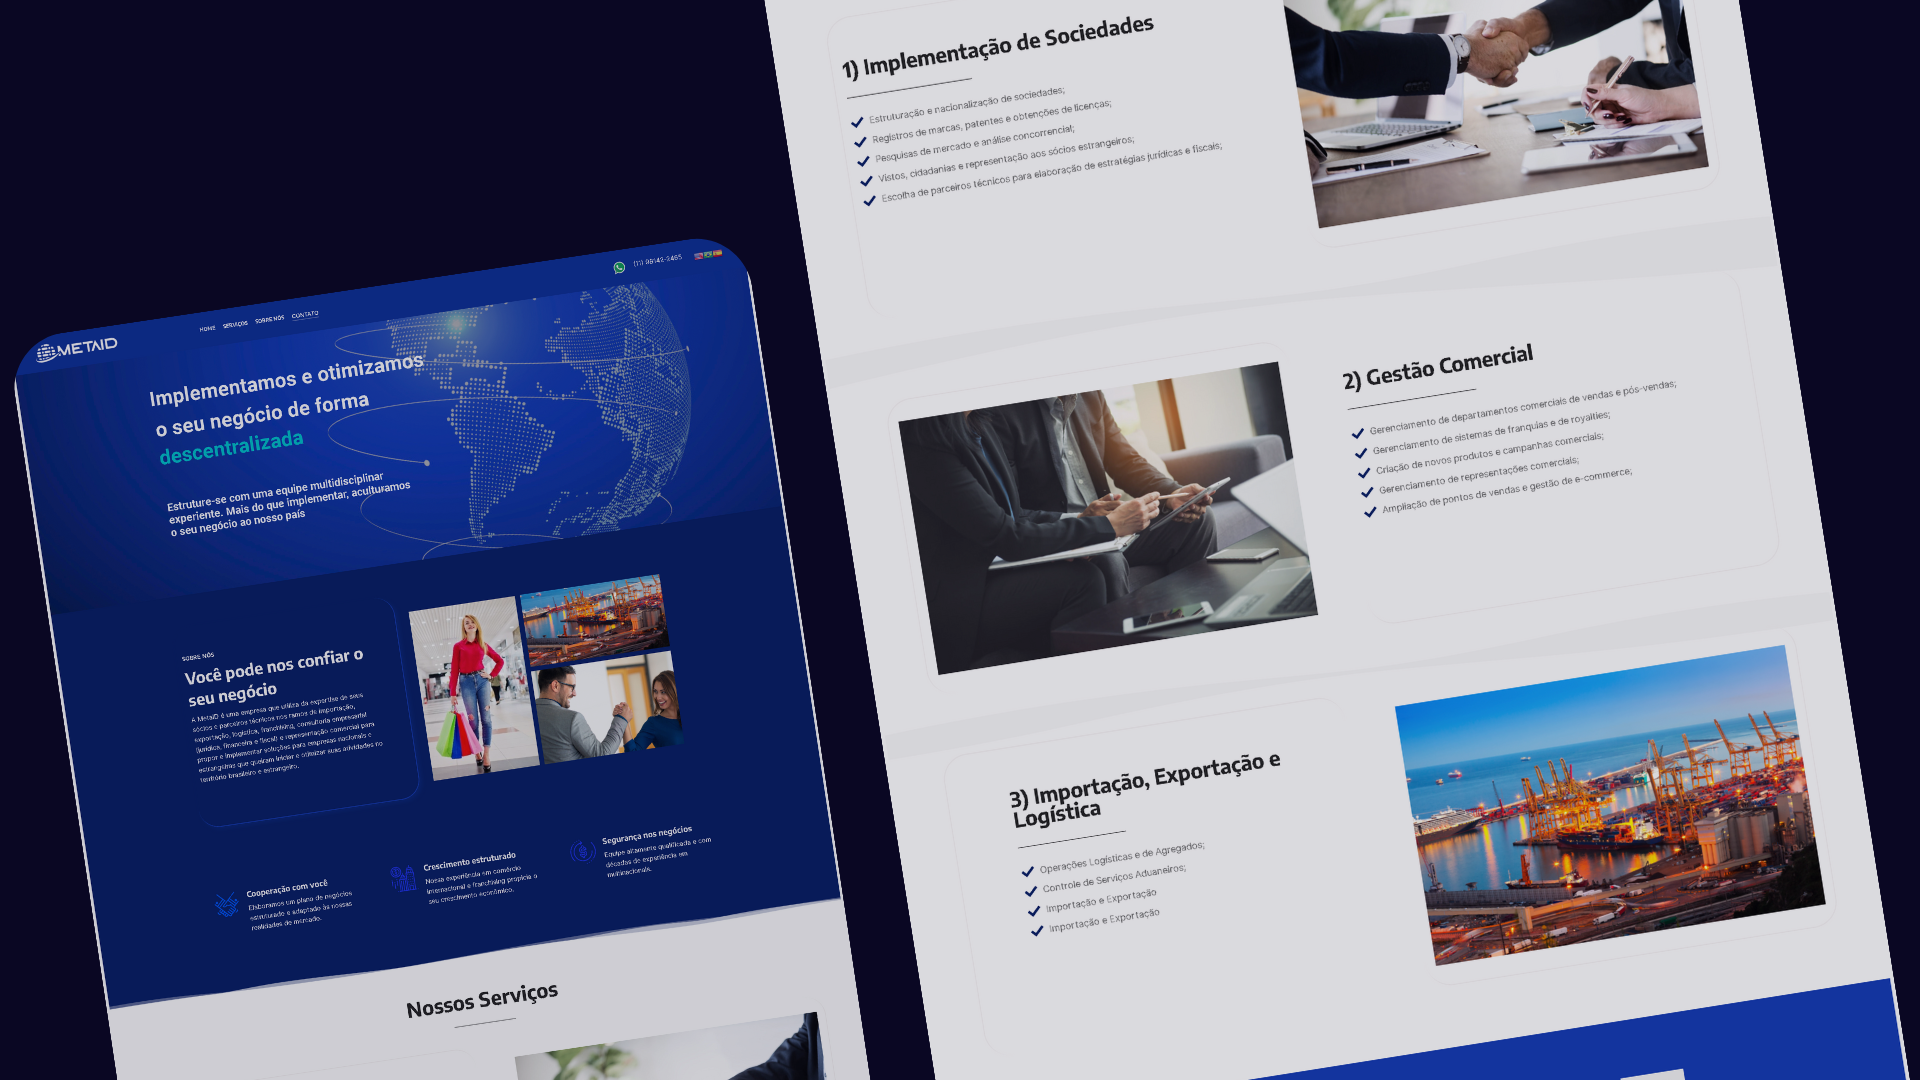 METAID
HOME
SERVIÇOS
SOBRE NÓS
CONTATO
(11) 98142-2465
Implementamos e otimizamos
o seu negócio de forma
descentralizada
Estruture-se com uma equipe multidisciplinar
experiente. Mais do que implementar, aculturamos
o seu negócio ao nosso país
SOBRE NÓS
Você pode nos confiar o
seu negócio
A MetaID é uma empresa que utiliza da expertise de seus
sócios e parceiros técnicos nos ramos de importação,
exportação, logística, franchising, consultoria empresarial
(jurídica, financeira e fiscal) e representação comercial para
propor e implementar soluções para empresas nacionais e
estrangeiras que queiram iniciar e otimizar suas atividades no
território brasileiro e estrangeiro.
Cooperação com você
Elaboramos um plano de negócios
estruturado e adaptado às nossas
realidades de mercado.
Crescimento estruturado
Nossa experiência em comércio
internacional e franchising propicia o
seu crescimento econômico.
Segurança nos negócios
Equipe altamente qualificada e com
décadas de experiência em
multinacionais.
Nossos Serviços
1) Implementação de Sociedades
Estruturação e nacionalização de sociedades;
Registros de marcas, patentes e obtenções de licenças;
Pesquisas de mercado e análise concorrencial;
Vistos, cidadanias e representação aos sócios estrangeiros;
Escolha de parceiros técnicos para elaboração de estratégias jurídicas e fiscais;
2) Gestão Comercial
Gerenciamento de departamentos comerciais de vendas e pós-vendas;
Gerenciamento de sistemas de franquias e de royalties;
Criação de novos produtos e campanhas comerciais;
Gerenciamento de representações comerciais;
Ampliação de pontos de vendas e gestão de e-commerce;
3) Importação, Exportação e
Logística
Operações Logísticas e de Agregados;
Controle de Serviços Aduaneiros;
Importação e Exportação
Importação e Exportação